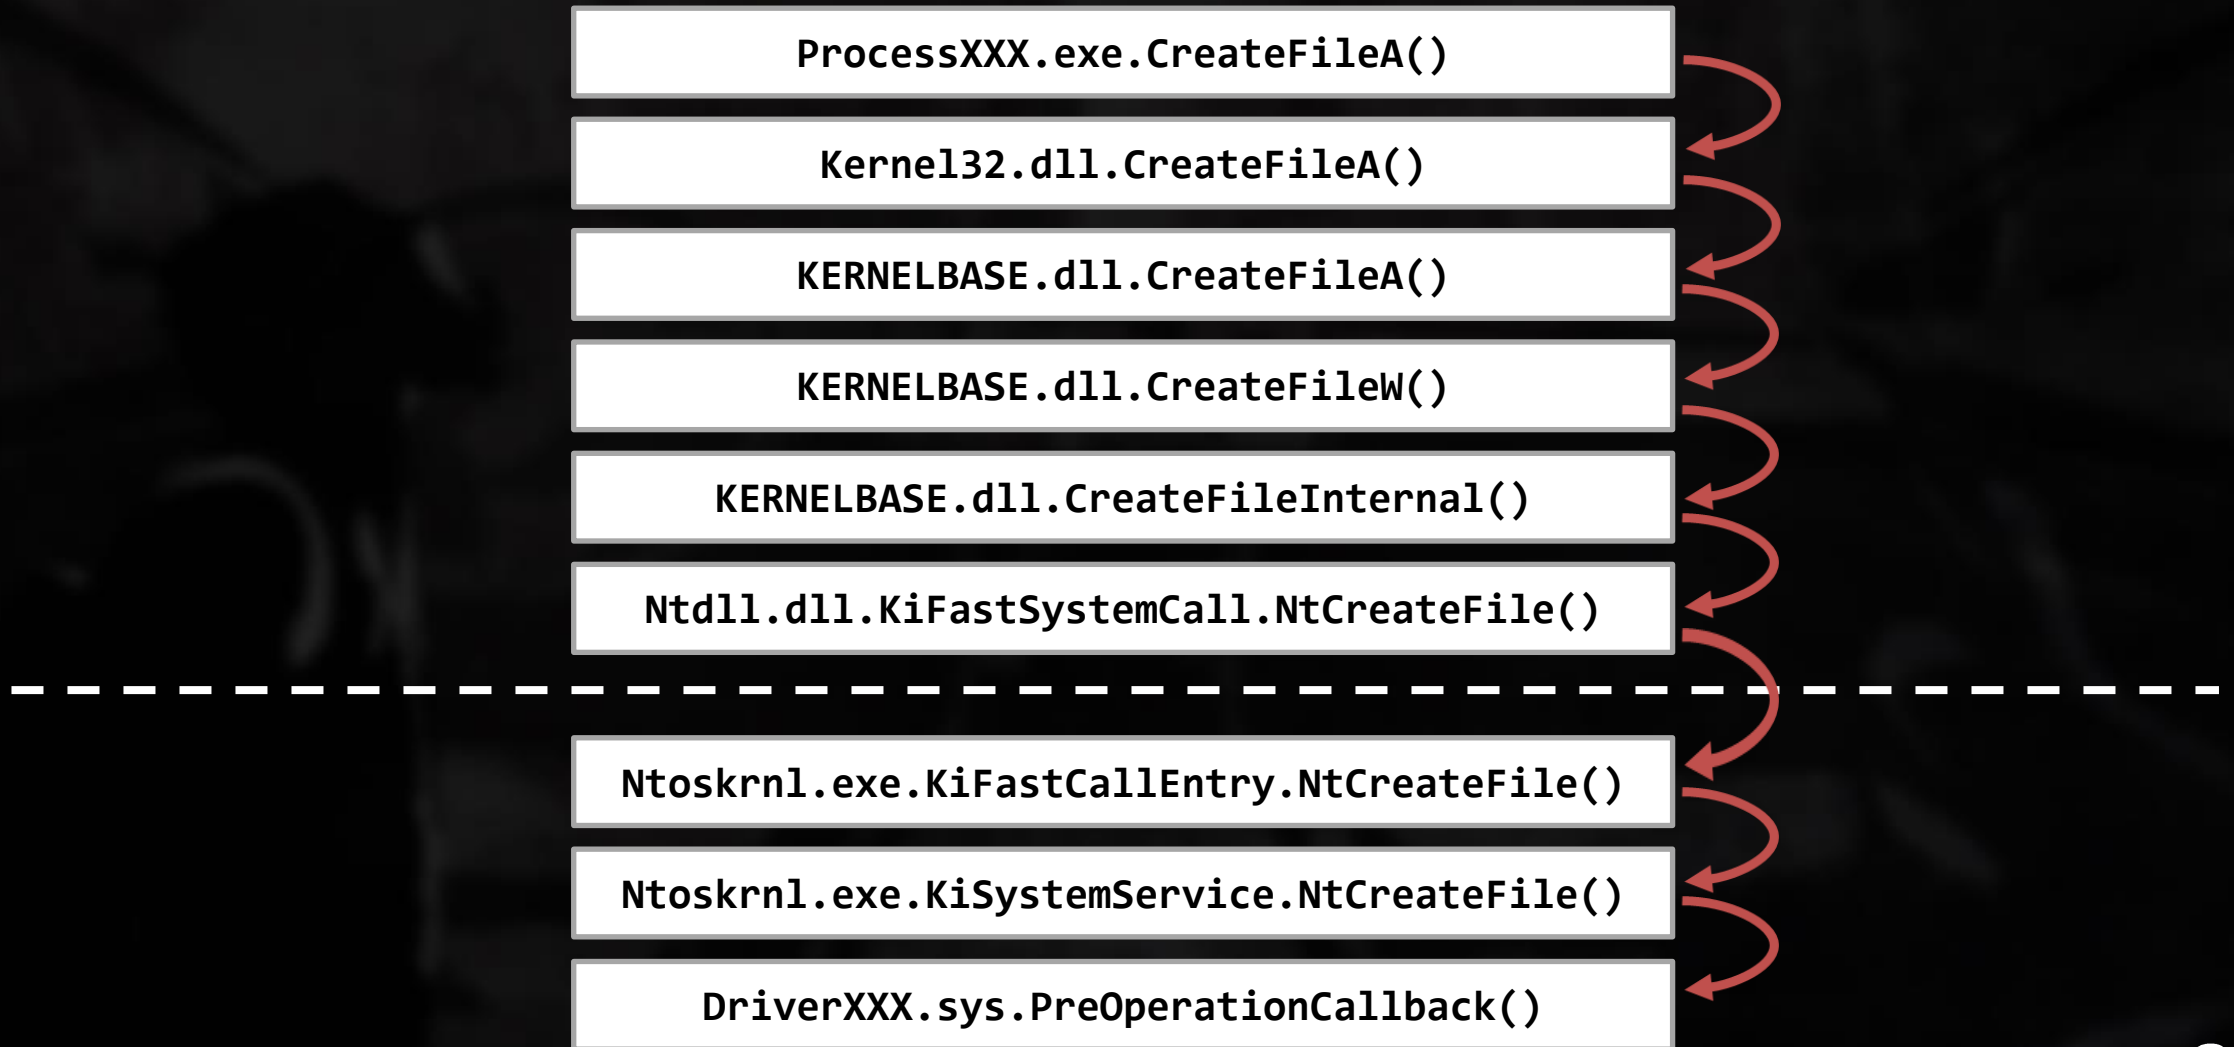 ProcessXXX.exe.CreateFileA()
Kernel32.dll.CreateFileA()
KERNELBASE.dll.CreateFileA()
KERNELBASE.dll.CreateFileW()
KERNELBASE.dll.CreateFileInternal()
Ntdll.dll.KiFastSystemCall.NtCreateFile()
Ntoskrnl.exe.KiFastCallEntry.NtCreateFile()
Ntoskrnl.exe.KiSystemService.NtCreateFile()
DriverXXX.sys.PreOperationCallback()